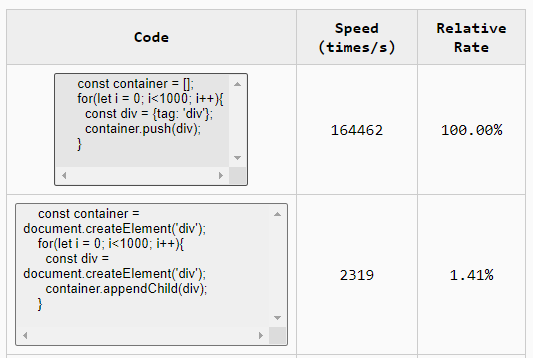 Code Speed (times/s) Relative Rate
const container = [];
for(let i = 0; i<1000; i++){
const div = {tag: 'div'};
container.push(div);
}
164462 100.00%
const container =
document.createElement('div');
for(let i = 0; i<1000; i++){
const div =
document.createElement('div');
container.appendChild(div);
}
2319 1.41%